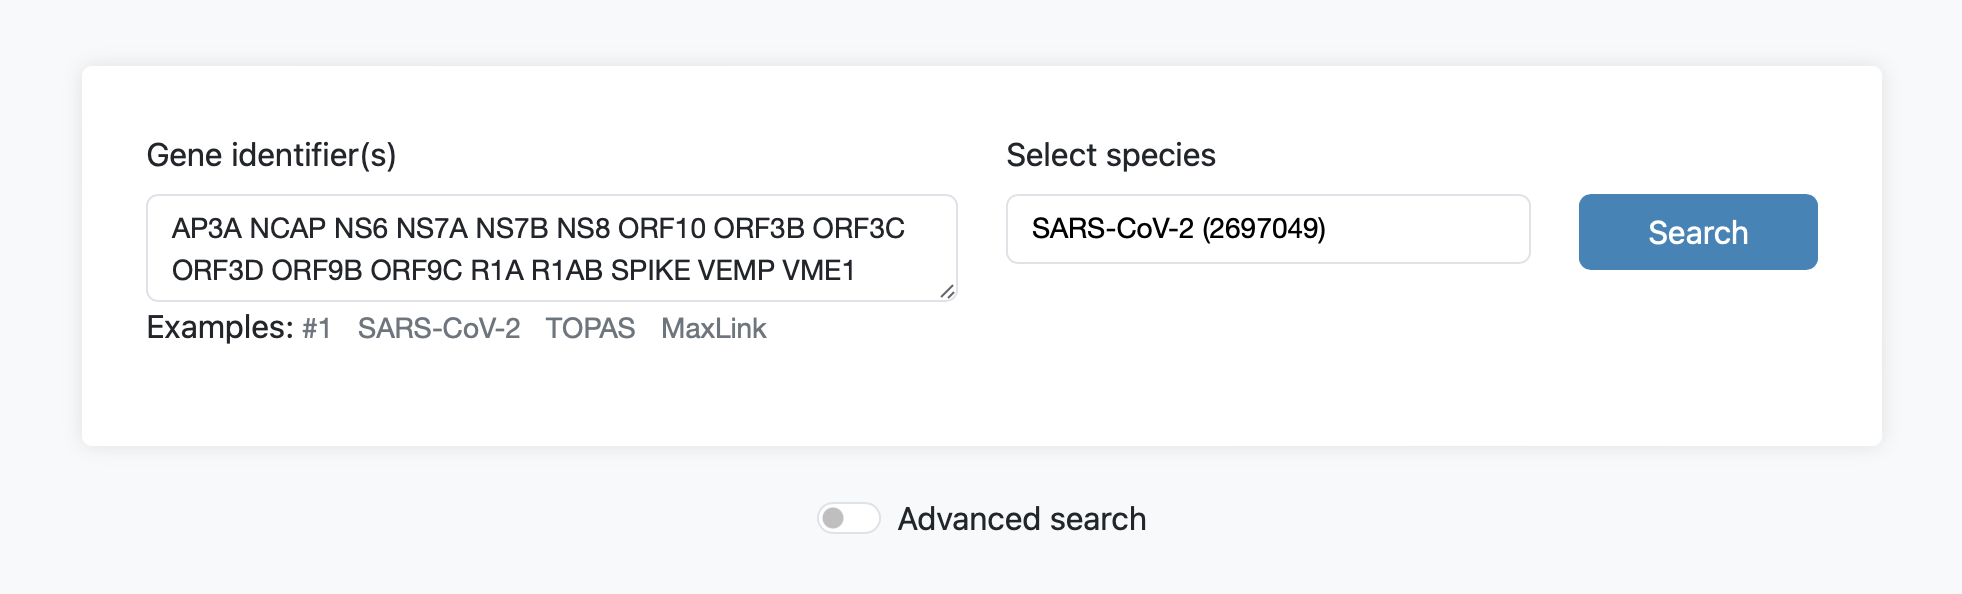 Gene identifier(s)
AP3A NCAP NS6 NS7A NS7B NS8 ORF10 ORF3B ORF3C
ORF3D ORF9B ORF9C R1A R1AB SPIKE VEMP VME1
Examples: #1 SARS-CoV-2 TOPAS MaxLink
Select species
SARS-CoV-2 (2697049)
Search
Advanced search